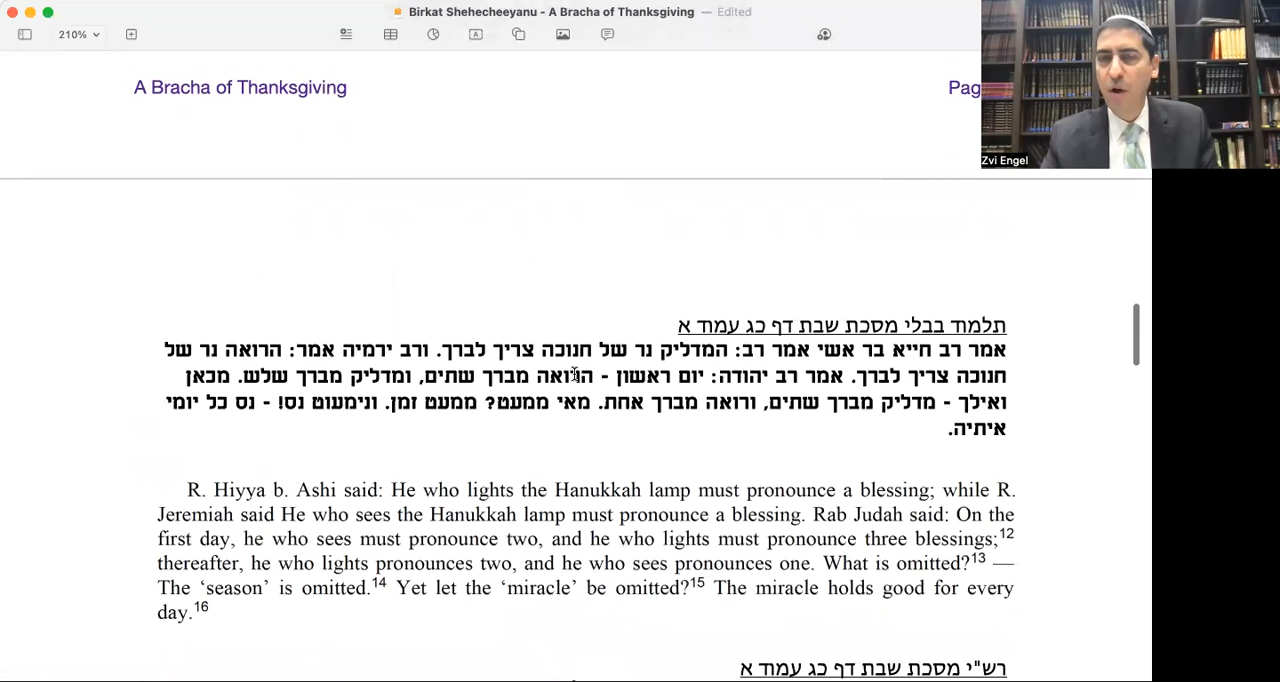 Birkat Shehecheeyanu - A Bracha of Thanksgiving — Edited
210%
A Bracha of Thanksgiving
Zvi Engel
תלמוד בבלי מסכת שבת דף כג עמוד א
אמר רב חייא בר אשי אמר רב: המדליק נר של חנוכה צריך לברך. ורב ירמיה אמר: הרואה נר של
חנוכה צריך לברך. אמר רב יהודה: יום ראשון - הרואה מברך שתים, ומדליק מברך שלש. מכאן
ואילך - מדליק מברך שתים, ורואה מברך אחת. מאי ממעט? ממעט זמן. ונימעוט נס! - נס כל יומי
איתיה.
R. Hiyya b. Ashi said: He who lights the Hanukkah lamp must pronounce a blessing; while R.
Jeremiah said He who sees the Hanukkah lamp must pronounce a blessing. Rab Judah said: On the
first day, he who sees must pronounce two, and he who lights must pronounce three blessings;12
thereafter, he who lights pronounces two, and he who sees pronounces one. What is omitted?13 —
The ‘season’ is omitted.14 Yet let the ‘miracle’ be omitted?15 The miracle holds good for every
day.16
רש"י מסכת שבת דף כג עמוד א